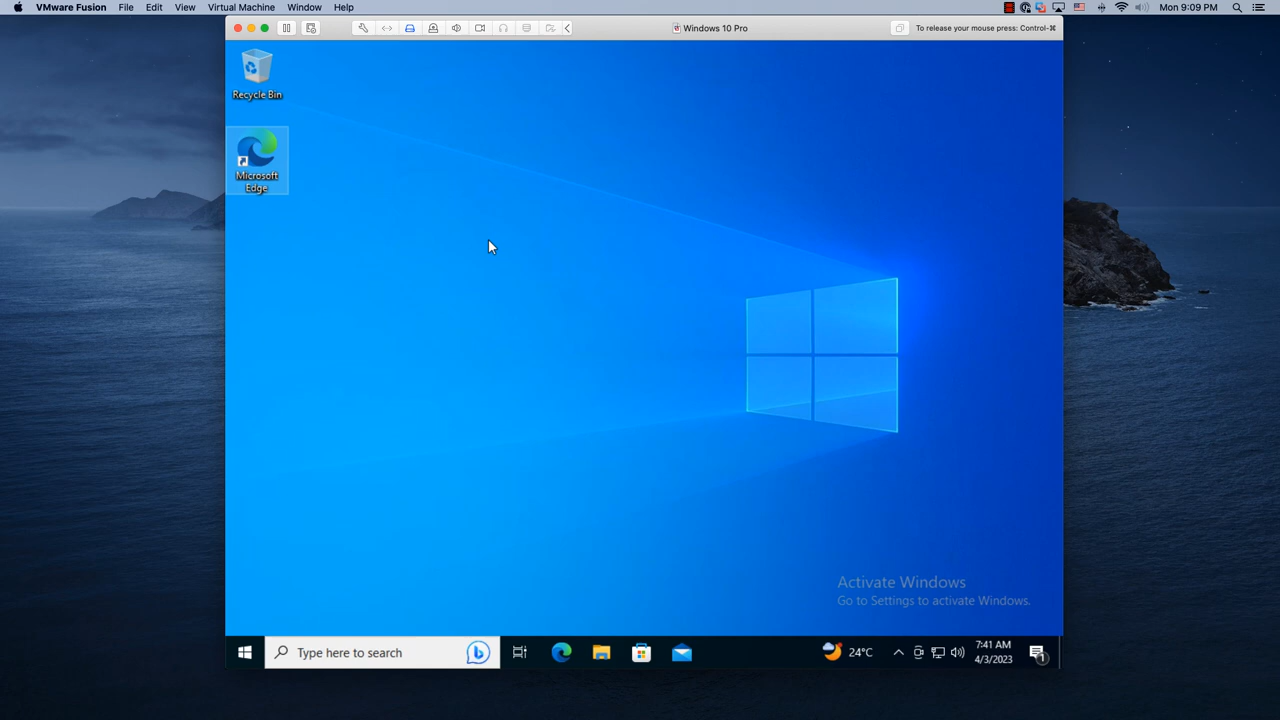 VMware Fusion File Edit View Virtual Machine Window Help Mon 9:09 PM
Windows 10 Pro To release your mouse press: Control-⌘
Recycle Bin
Microsoft
Edge
Activate Windows
Go to Settings to activate Windows.
Type here to search
24°C
7:41 AM
4/3/2023
1